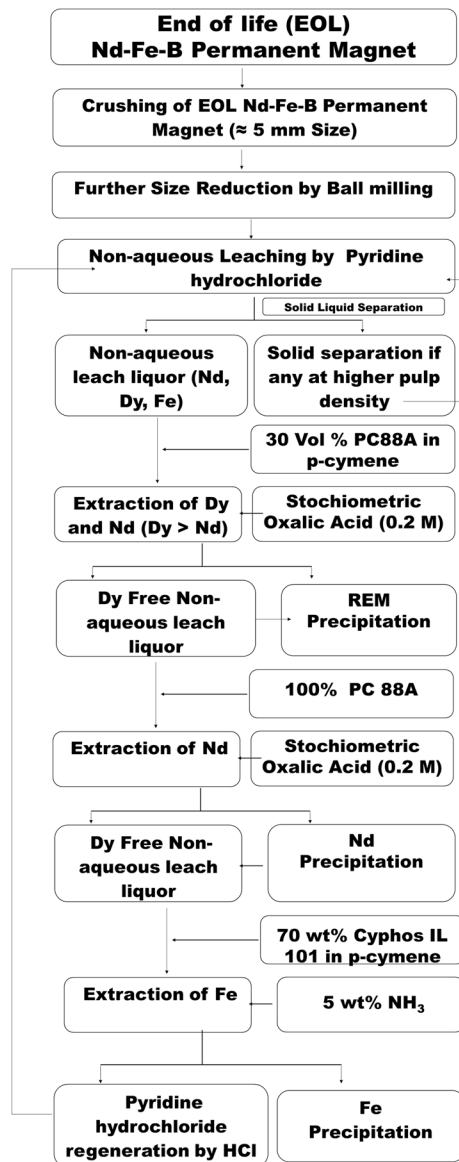 End of life (EOL)
Nd-Fe-B Permanent Magnet
Crushing of EOL Nd-Fe-B Permanent
Magnet (≈ 5 mm Size)
Further Size Reduction by Ball milling
Non-aqueous Leaching by Pyridine
hydrochloride
Solid Liquid Separation
Non-aqueous
leach liquor (Nd,
Dy, Fe)
Solid separation if
any at higher pulp
density
30 Vol % PC88A in
p-cymene
Extraction of Dy
and Nd (Dy > Nd)
Stochiometric
Oxalic Acid (0.2 M)
Dy Free Non-
aqueous leach
liquor
REM
Precipitation
100% PC 88A
Extraction of Nd
Stochiometric
Oxalic Acid (0.2 M)
Dy Free Non-
aqueous leach
liquor
Nd
Precipitation
70 wt% Cyphos IL
101 in p-cymene
Extraction of Fe
5 wt% NH₃
Pyridine
hydrochloride
regeneration by HCl
Fe
Precipitation